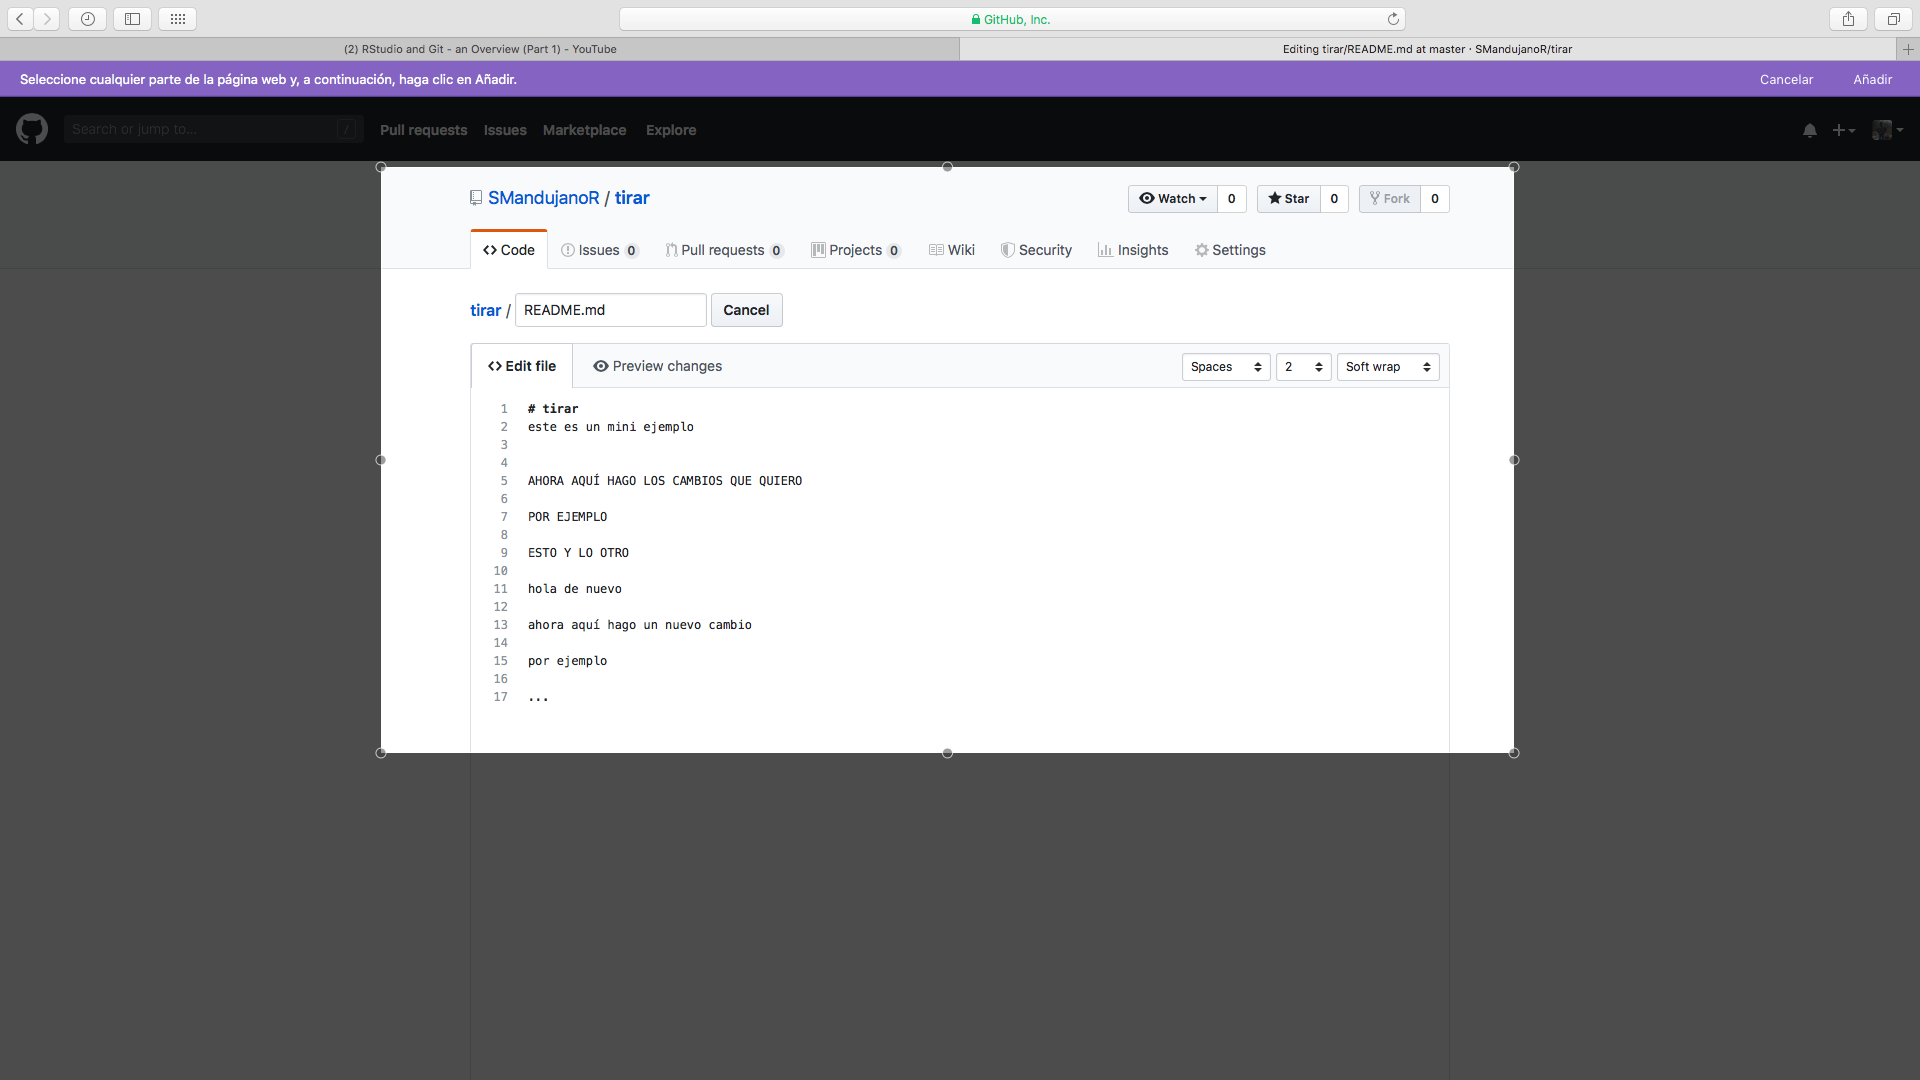 GitHub, Inc.
(2) RStudio and Git - an Overview (Part 1) - YouTube
Editing tirar/README.md at master · SMandujanoR/tirar
Seleccione cualquier parte de la página web y, a continuación, haga clic en Añadir.
Cancelar
Añadir
Search or jump to...
/
Pull requests
Issues
Marketplace
Explore
SMandujanoR / tirar
Watch 0
Star 0
Fork 0
Code
Issues 0
Pull requests 0
Projects 0
Wiki
Security
Insights
Settings
tirar / README.md
Cancel
Edit file
Preview changes
Spaces
2
Soft wrap
1 # tirar
2 este es un mini ejemplo
3
4
5 AHORA AQUÍ HAGO LOS CAMBIOS QUE QUIERO
6
7 POR EJEMPLO
8
9 ESTO Y LO OTRO
10
11 hola de nuevo
12
13 ahora aquí hago un nuevo cambio
14
15 por ejemplo
16
17 ...